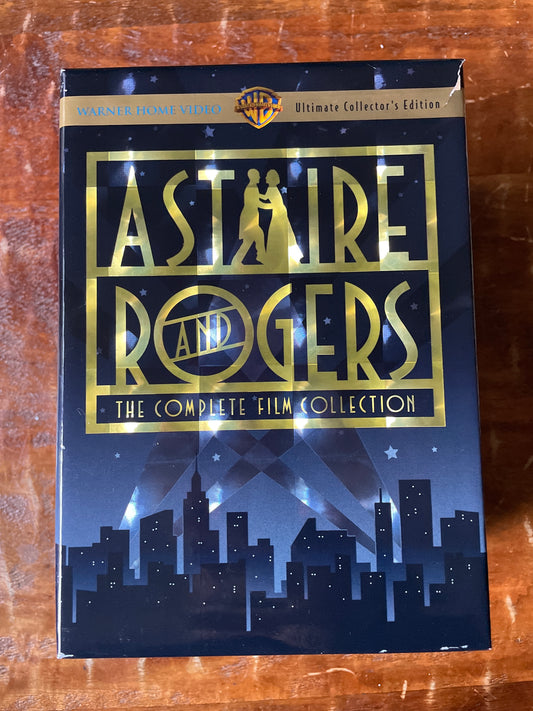 WARNER HOME VIDEO WB Ultimate Collector's Edition
ASTAIRE
AND
ROGERS
THE COMPLETE FILM COLLECTION